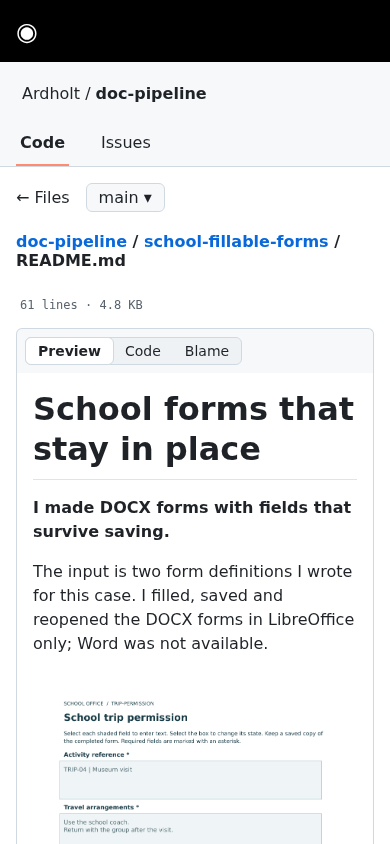 Ardholt / doc-pipeline
Code Issues
← Files main ▾
doc-pipeline / school-fillable-forms /
README.md
61 lines · 4.8 KB
Preview Code Blame
School forms that
stay in place
I made DOCX forms with fields that
survive saving.
The input is two form definitions I wrote
for this case. I filled, saved and
reopened the DOCX forms in LibreOffice
only; Word was not available.
SCHOOL OFFICE / TRIP-PERMISSION
School trip permission
Select each shaded field to enter text. Select the box to change its state. Keep a saved copy of
the completed form. Required fields are marked with an asterisk.
Activity reference *
TRIP-04 | Museum visit
Travel arrangements *
Use the school coach.
Return with the group after the visit.